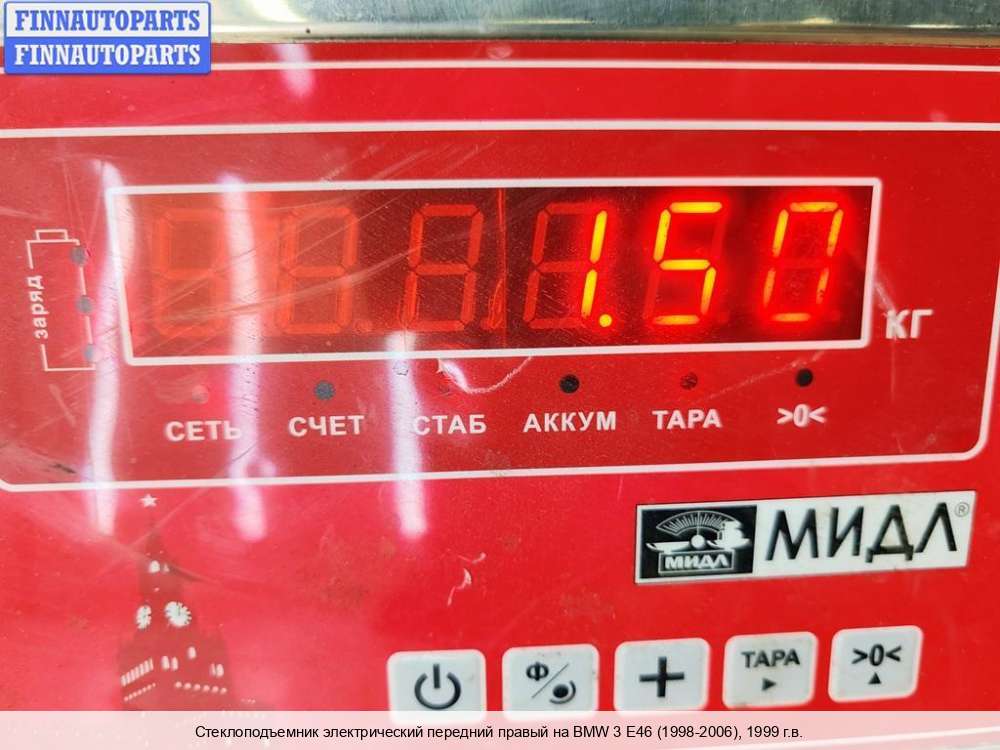 FINNAUTOPARTS
FINNAUTOPARTS
1.50
кг
заряд
СЕТЬ СЧЕТ СТАБ АККУМ ТАРА >0<
МИДЛ МИДЛ®
Ф ТАРА >0<
Стеклоподъемник электрический передний правый на BMW 3 E46 (1998-2006), 1999 г.в.